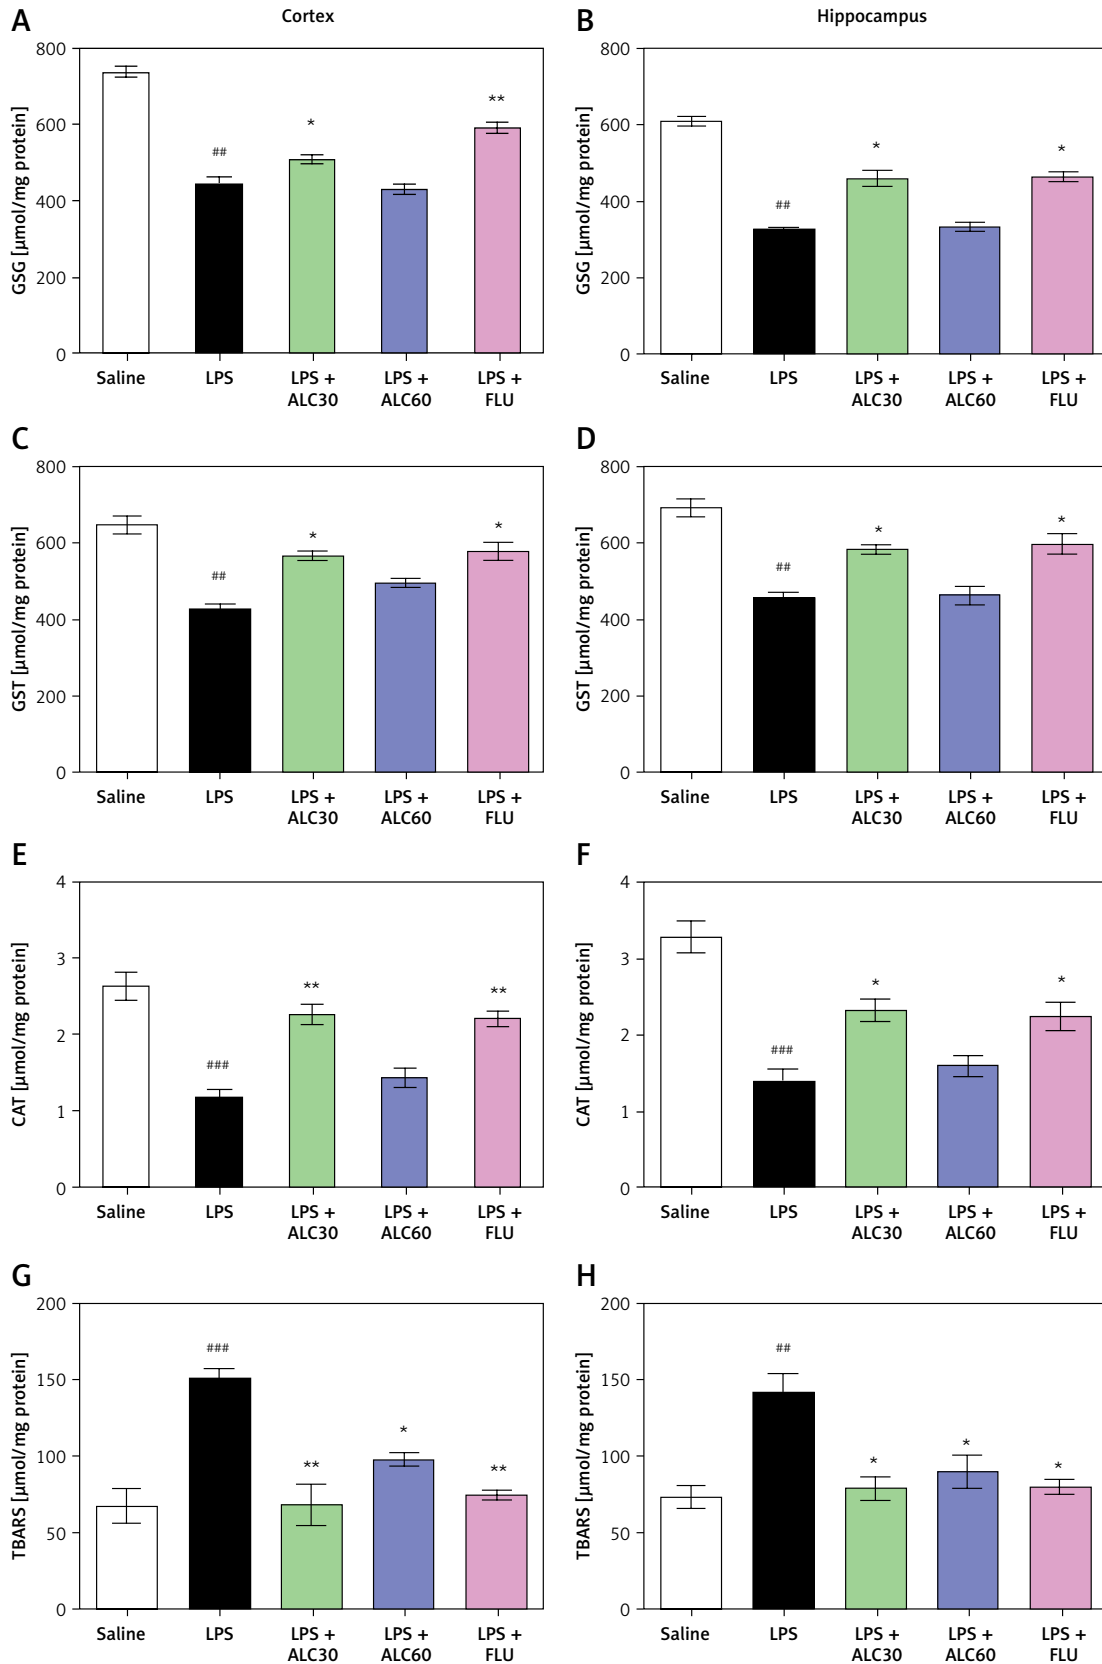 A
Cortex
GSG [µmol/mg protein]
800
600
400
200
0
##
*
**
Saline
LPS
LPS +
ALC30
LPS +
ALC60
LPS +
FLU
B
Hippocampus
GSG [µmol/mg protein]
800
600
400
200
0
##
*
*
Saline
LPS
LPS +
ALC30
LPS +
ALC60
LPS +
FLU
C
GST [µmol/mg protein]
800
600
400
200
0
##
*
*
Saline
LPS
LPS +
ALC30
LPS +
ALC60
LPS +
FLU
D
GST [µmol/mg protein]
800
600
400
200
0
##
*
*
Saline
LPS
LPS +
ALC30
LPS +
ALC60
LPS +
FLU
E
CAT [µmol/mg protein]
4
3
2
1
0
###
**
**
Saline
LPS
LPS +
ALC30
LPS +
ALC60
LPS +
FLU
F
CAT [µmol/mg protein]
4
3
2
1
0
###
*
*
Saline
LPS
LPS +
ALC30
LPS +
ALC60
LPS +
FLU
G
TBARS [µmol/mg protein]
200
150
100
50
0
###
**
*
**
Saline
LPS
LPS +
ALC30
LPS +
ALC60
LPS +
FLU
H
TBARS [µmol/mg protein]
200
150
100
50
0
##
*
*
*
Saline
LPS
LPS +
ALC30
LPS +
ALC60
LPS +
FLU